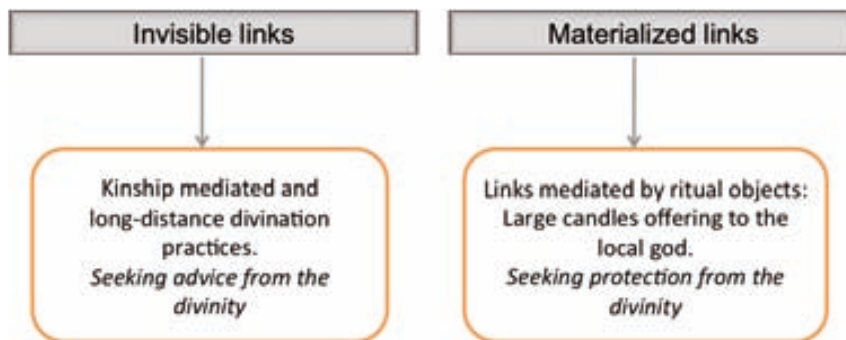 Invisible links
Kinship mediated and
long-distance divination
practices.
Seeking advice from the
divinity
Materialized links
Links mediated by ritual objects:
Large candles offering to the
local god.
Seeking protection from the
divinity